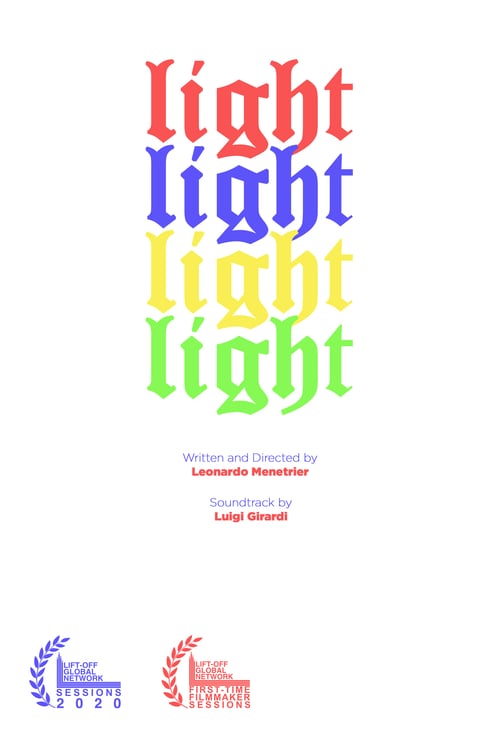 light
light
light
light
Written and Directed by
Leonardo Menetrier
Soundtrack by
Luigi Girardi
LIFT-OFF
GLOBAL
NETWORK
SESSIONS
2020
LIFT-OFF
GLOBAL
NETWORK
FIRST-TIME
FILMMAKER
SESSIONS